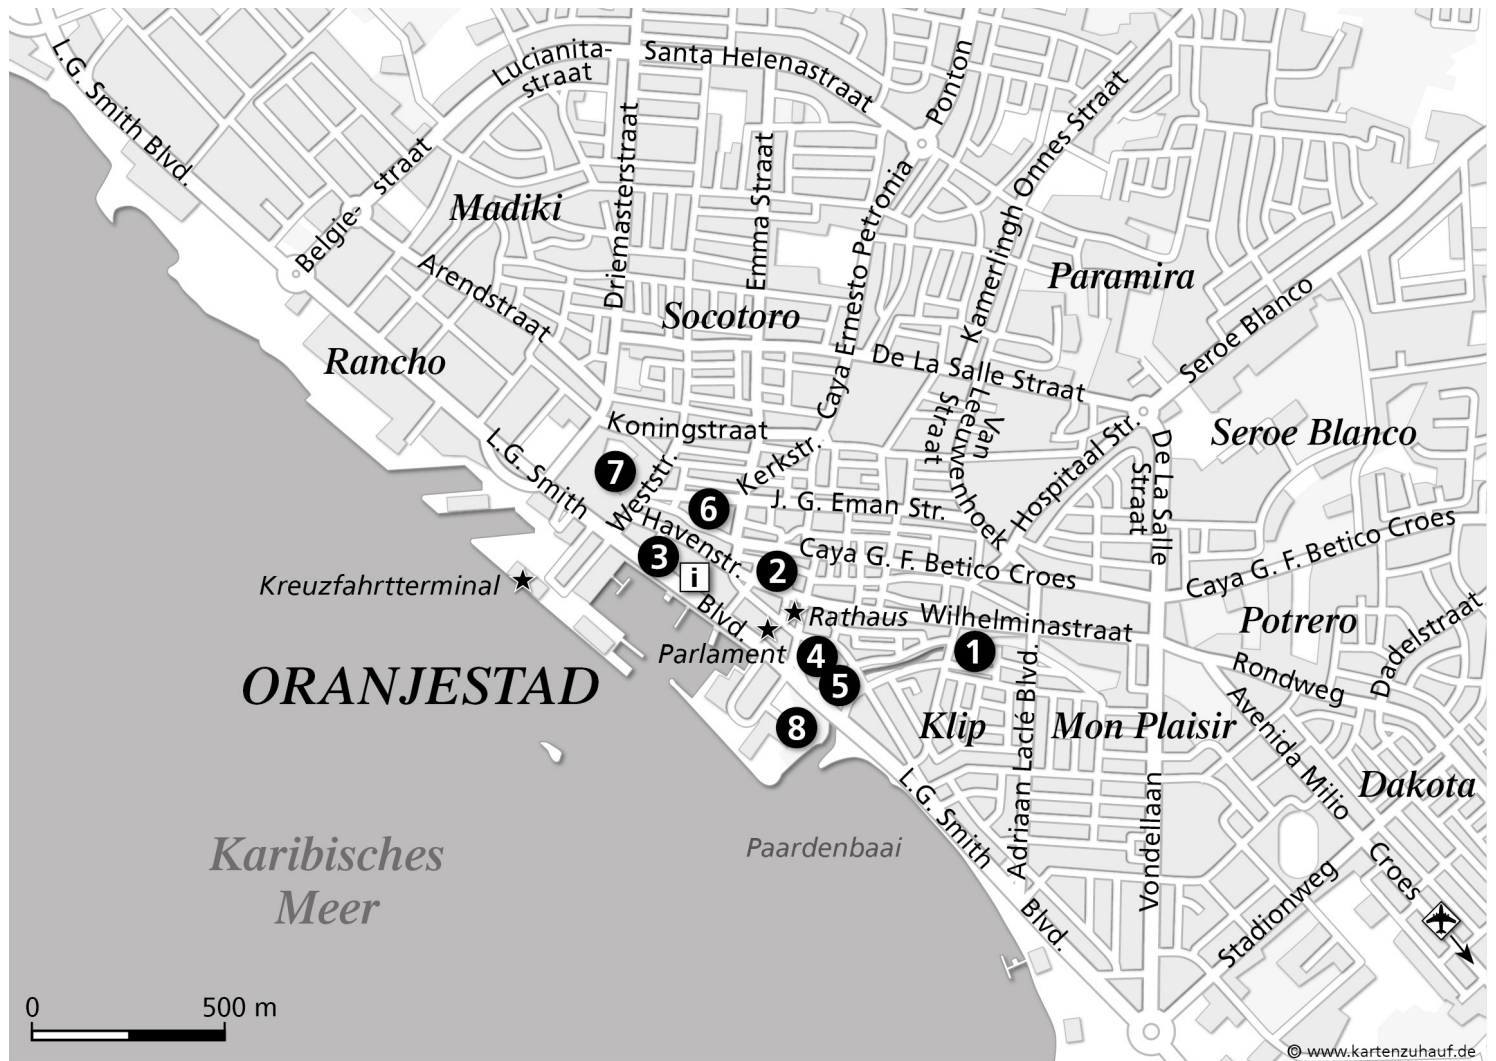 L.G. Smith Blvd.
Lucianita-
straat
Santa Helenastraat
Ponton
Kamerlingh Onnes Straat
Belgie-
straat
Madiki
Driemasterstraat
Emma Straat
Caya Ernesto Petronia
Paramira
Arendstraat
Socotoro
Seroe Blanco
Rancho
De La Salle Straat
Koningstraat
Van
Leeuwenhoek
Straat
Hospitaal Str.
De La Salle
Straat
Seroe Blanco
L.G. Smith
7
Weststr.
Kerkstr.
6
J. G. Eman Str.
Havenstr.
3
i
2
Caya G. F. Betico Croes
Caya G. F. Betico Croes
Kreuzfahrtterminal
Blvd.
Rathaus
Wilhelminastraat
Potrero
Dadelstraat
Parlament
4
1
5
Rondweg
ORANJESTAD
8
Klip
Adrian Laclé Blvd.
Mon Plaisir
Avenida Milio
Croes
Dakota
L.G. Smith
Blvd.
Vondellaan
Karibisches
Meer
Paardenbaai
Stadionweg
0 500 m
© www.kartenzuhauf.de